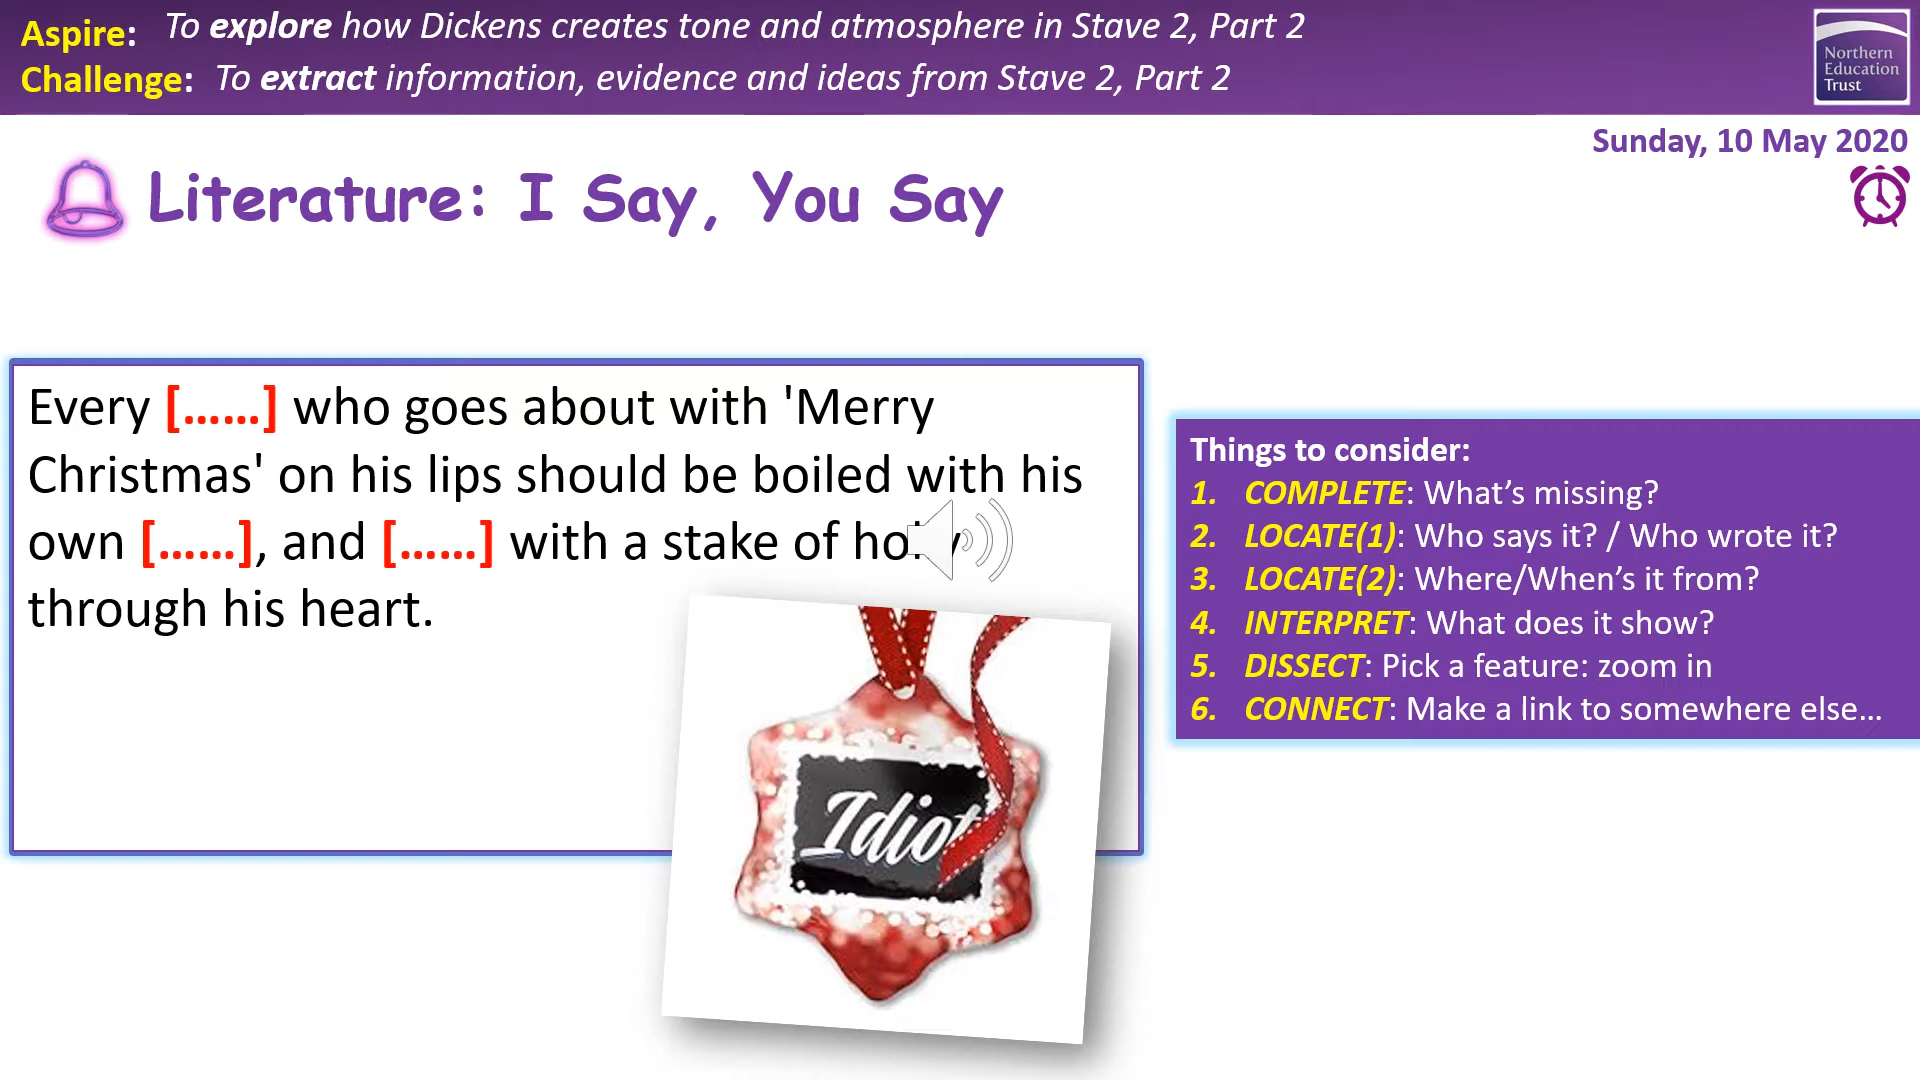 Aspire: To explore how Dickens creates tone and atmosphere in Stave 2, Part 2
Challenge: To extract information, evidence and ideas from Stave 2, Part 2
Northern
Education
Trust
Sunday, 10 May 2020
Literature: I Say, You Say
Every [......] who goes about with 'Merry
Christmas' on his lips should be boiled with his
own [......], and [......] with a stake of holly
through his heart.
Things to consider:
1. COMPLETE: What's missing?
2. LOCATE(1): Who says it? / Who wrote it?
3. LOCATE(2): Where/When's it from?
4. INTERPRET: What does it show?
5. DISSECT: Pick a feature: zoom in
6. CONNECT: Make a link to somewhere else...
Idiot